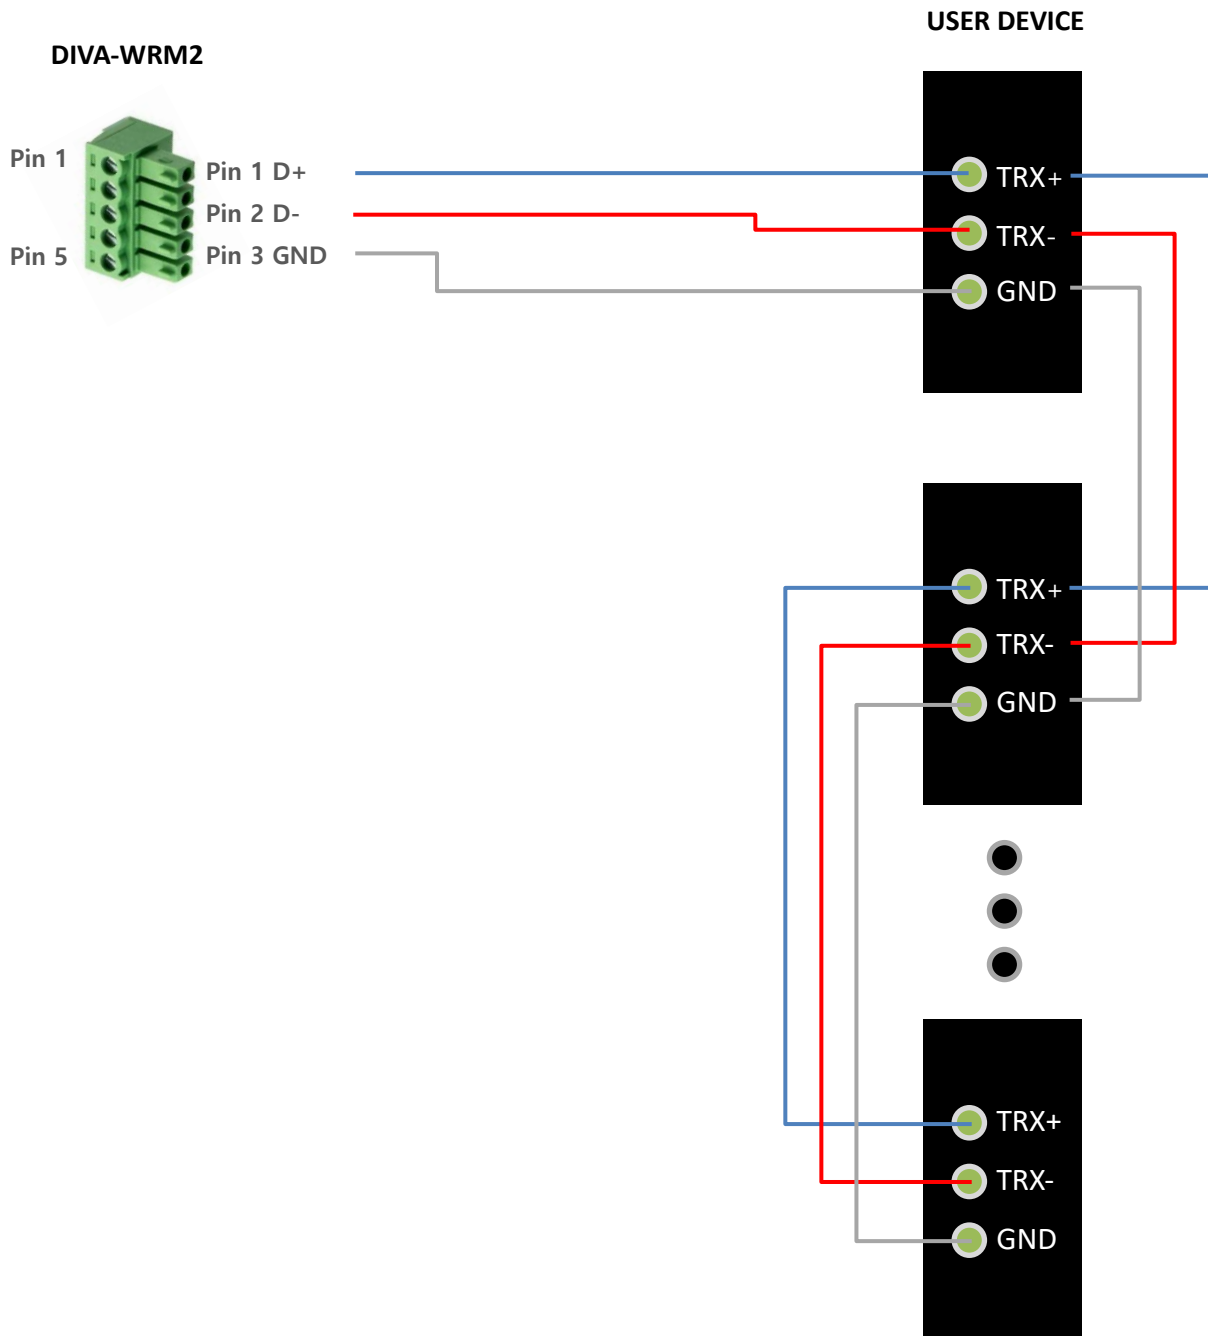 USER DEVICE
DIVA-WRM2
Pin 1
Pin 1 D+
Pin 2 D-
Pin 5
Pin 3 GND
TRX+
TRX-
GND
TRX+
TRX-
GND
TRX+
TRX-
GND